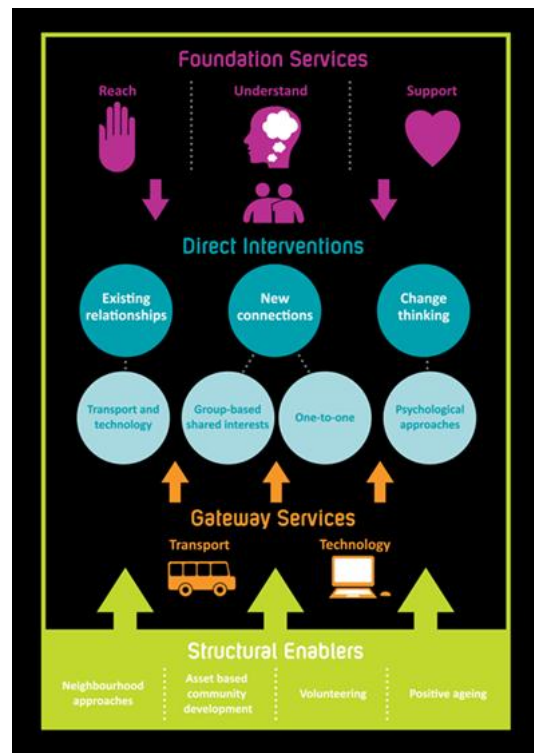 Foundation Services
Reach
Understand
Support
Direct Interventions
Existing
relationships
New
connections
Change
thinking
Transport and
technology
Group-based
shared interests
One-to-one
Psychological
approaches
Gateway Services
Transport
Technology
Structural Enablers
Neighbourhood
approaches
Asset based
community
development
Volunteering
Positive ageing